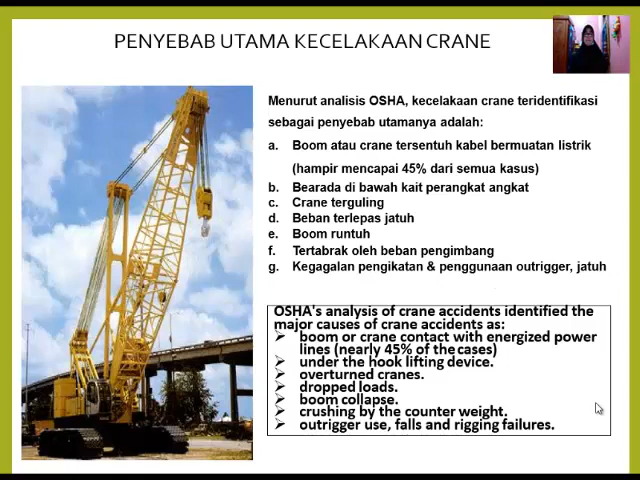 PENYEBAB UTAMA KECELAKAAN CRANE
Menurut analisis OSHA, kecelakaan crane teridentifikasi
sebagai penyebab utamanya adalah:
a. Boom atau crane tersentuh kabel bermuatan listrik
(hampir mencapai 45% dari semua kasus)
b. Bearada di bawah kait perangkat angkat
c. Crane terguling
d. Beban terlepas jatuh
e. Boom runtuh
f. Tertabrak oleh beban pengimbang
g. Kegagalan pengikatan & penggunaan outrigger, jatuh
OSHA's analysis of crane accidents identified the
major causes of crane accidents as:
➢ boom or crane contact with energized power
lines (nearly 45% of the cases)
➢ under the hook lifting device.
➢ overturned cranes.
➢ dropped loads.
➢ boom collapse.
➢ crushing by the counter weight.
➢ outrigger use, falls and rigging failures.